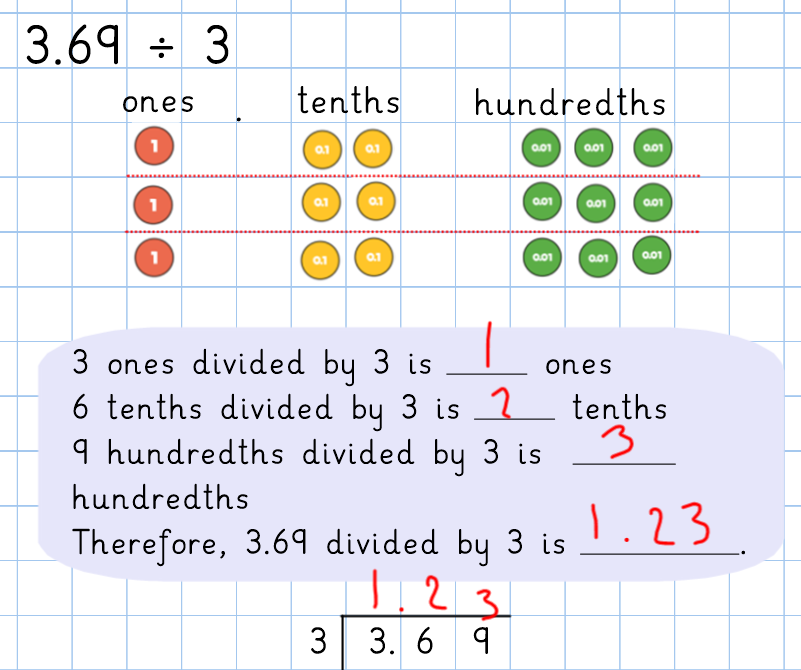 3.69 ÷ 3
ones . tenths hundredths
1 0.1 0.1 0.01 0.01 0.01
1 0.1 0.1 0.01 0.01 0.01
1 0.1 0.1 0.01 0.01 0.01
3 ones divided by 3 is 1 ones
6 tenths divided by 3 is 2 tenths
9 hundredths divided by 3 is 3
hundredths
Therefore, 3.69 divided by 3 is 1.23.
1.23
3 3.69